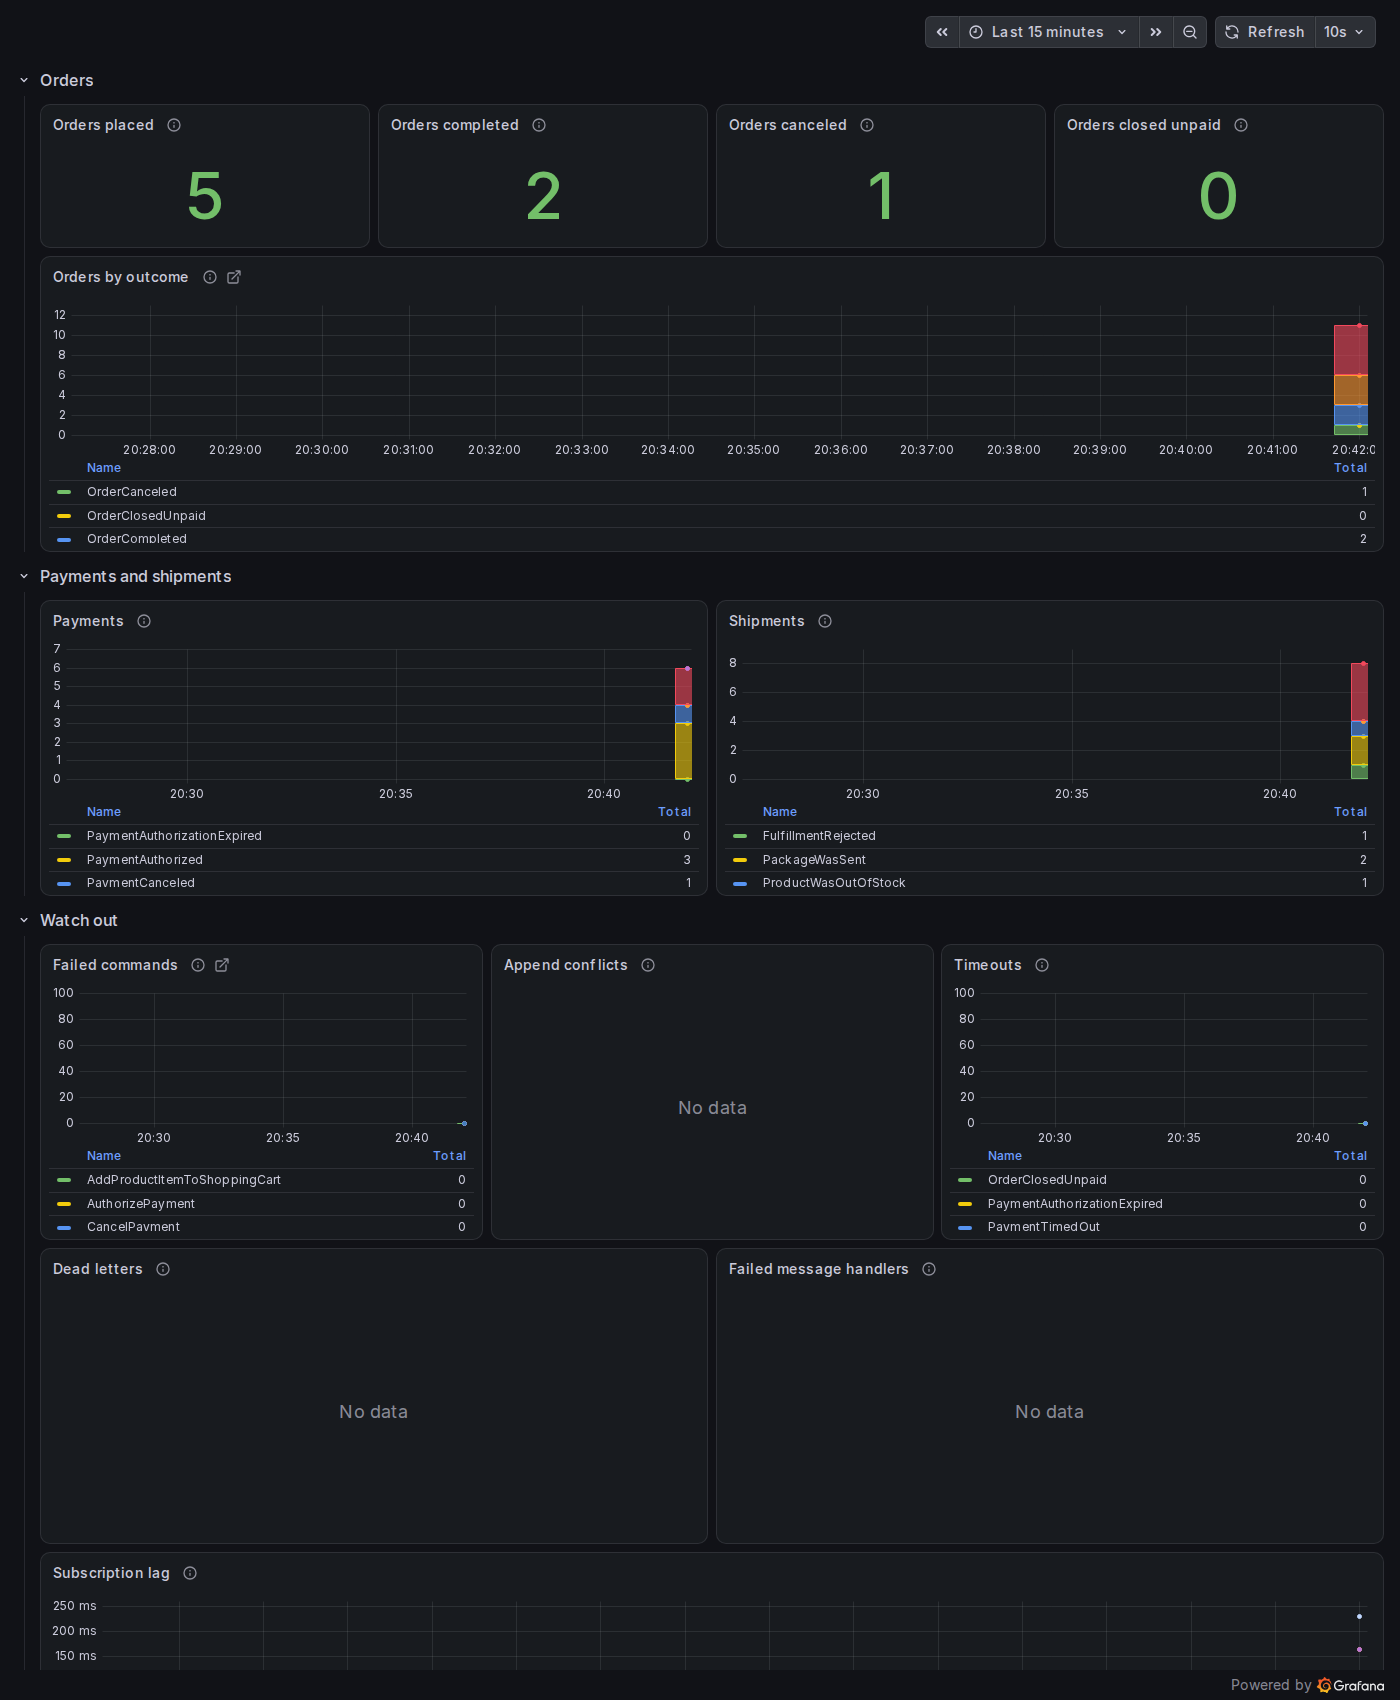 Last 15 minutes Refresh 10s
Orders
Orders placed Orders completed Orders canceled Orders closed unpaid
5 2 1 0
Orders by outcome
12
10
8
6
4
2
0
20:28:00 20:29:00 20:30:00 20:31:00 20:32:00 20:33:00 20:34:00 20:35:00 20:36:00 20:37:00 20:38:00 20:39:00 20:40:00 20:41:00 20:42:0
Name Total
OrderCanceled 1
OrderClosedUnpaid 0
OrderCompleted 2
Payments and shipments
Payments
7
6
5
4
3
2
1
0
20:30 20:35 20:40
Name Total
PaymentAuthorizationExpired 0
PaymentAuthorized 3
PaymentCanceled 1
Shipments
8
6
4
2
0
20:30 20:35 20:40
Name Total
FulfillmentRejected 1
PackageWasSent 2
ProductWasOutOfStock 1
Watch out
Failed commands
100
80
60
40
20
0
20:30 20:35 20:40
Name Total
AddProductItemToShoppingCart 0
AuthorizePayment 0
CancelPayment 0
Append conflicts
No data
Timeouts
100
80
60
40
20
0
20:30 20:35 20:40
Name Total
OrderClosedUnpaid 0
PaymentAuthorizationExpired 0
PaymentTimedOut 0
Dead letters
No data
Failed message handlers
No data
Subscription lag
250 ms
200 ms
150 ms
Powered by Grafana